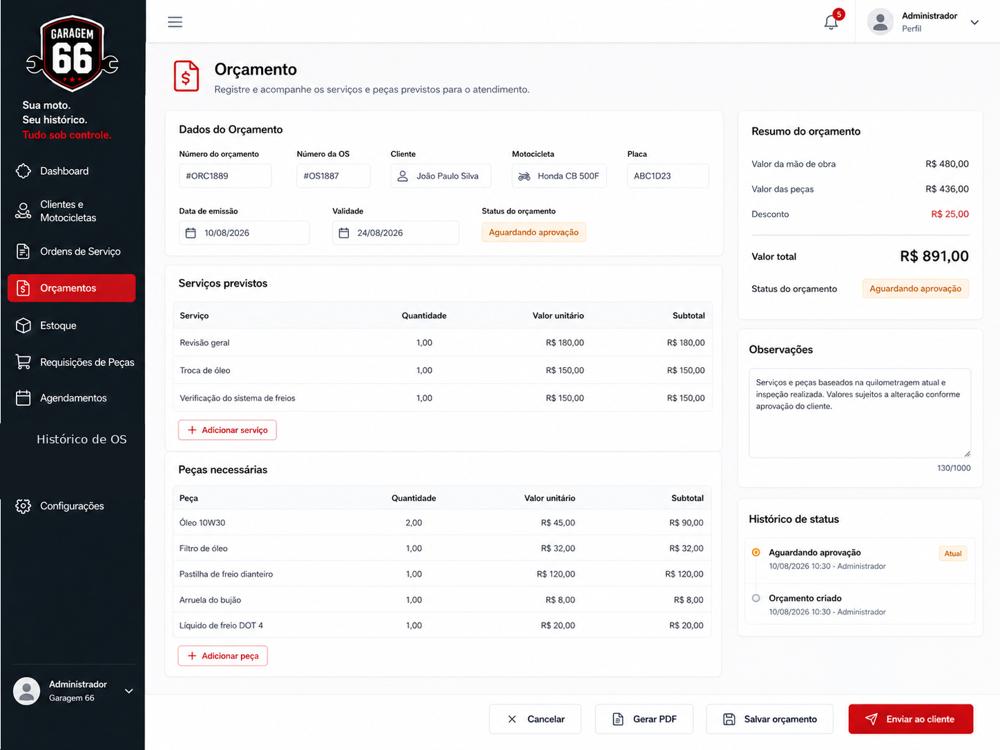 GARAGEM
66
Sua moto.
Seu histórico.
Tudo sob controle.
Dashboard
Clientes e
Motocicletas
Ordens de Serviço
Orçamentos
Estoque
Requisições de Peças
Agendamentos
Histórico de OS
Configurações
Administrador
Garagem 66
5
Administrador
Perfil
Orçamento
Registre e acompanhe os serviços e peças previstos para o atendimento.
Dados do Orçamento
Número do orçamento Número da OS Cliente Motocicleta Placa
#ORC1889 #OS1887 João Paulo Silva Honda CB 500F ABC1D23
Data de emissão Validade Status do orçamento
10/08/2026 24/08/2026 Aguardando aprovação
Serviços previstos
Serviço Quantidade Valor unitário Subtotal
Revisão geral 1,00 R$ 180,00 R$ 180,00
Troca de óleo 1,00 R$ 150,00 R$ 150,00
Verificação do sistema de freios 1,00 R$ 150,00 R$ 150,00
+ Adicionar serviço
Peças necessárias
Peça Quantidade Valor unitário Subtotal
Óleo 10W30 2,00 R$ 45,00 R$ 90,00
Filtro de óleo 1,00 R$ 32,00 R$ 32,00
Pastilha de freio dianteiro 1,00 R$ 120,00 R$ 120,00
Arruela do bujão 1,00 R$ 8,00 R$ 8,00
Líquido de freio DOT 4 1,00 R$ 20,00 R$ 20,00
+ Adicionar peça
Resumo do orçamento
Valor da mão de obra R$ 480,00
Valor das peças R$ 436,00
Desconto R$ 25,00
Valor total R$ 891,00
Status do orçamento Aguardando aprovação
Observações
Serviços e peças baseados na quilometragem atual e
inspeção realizada. Valores sujeitos a alteração conforme
aprovação do cliente.
130/1000
Histórico de status
Aguardando aprovação Atual
10/08/2026 10:30 - Administrador
Orçamento criado
10/08/2026 10:30 - Administrador
Cancelar Gerar PDF Salvar orçamento Enviar ao cliente